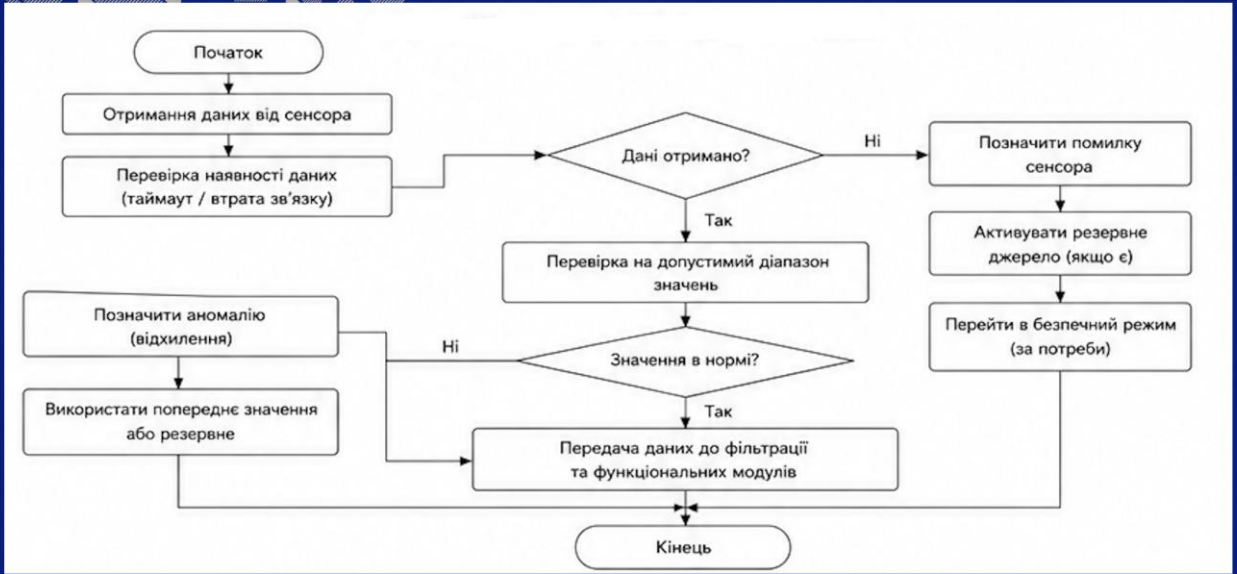 Початок
Отримання даних від сенсора
Перевірка наявності даних
(таймаут / втрата зв’язку)
Дані отримано?
Ні
Позначити помилку
сенсора
Активувати резервне
джерело (якщо є)
Перейти в безпечний режим
(за потреби)
Так
Перевірка на допустимий діапазон
значень
Значення в нормі?
Ні
Позначити аномалію
(відхилення)
Використати попереднє значення
або резервне
Так
Передача даних до фільтрації
та функціональних модулів
Кінець